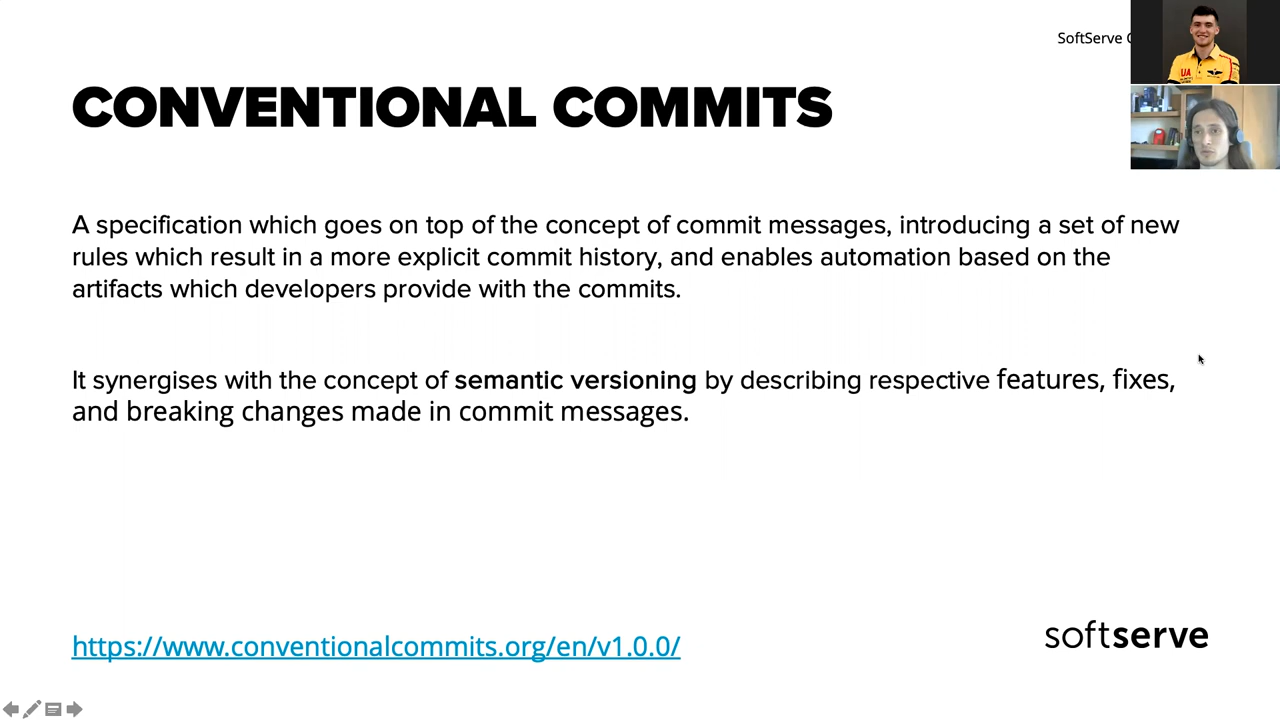 SoftServe
CONVENTIONAL COMMITS
UA
A specification which goes on top of the concept of commit messages, introducing a set of new
rules which result in a more explicit commit history, and enables automation based on the
artifacts which developers provide with the commits.
It synergises with the concept of semantic versioning by describing respective features, fixes,
and breaking changes made in commit messages.
https://www.conventionalcommits.org/en/v1.0.0/
softserve